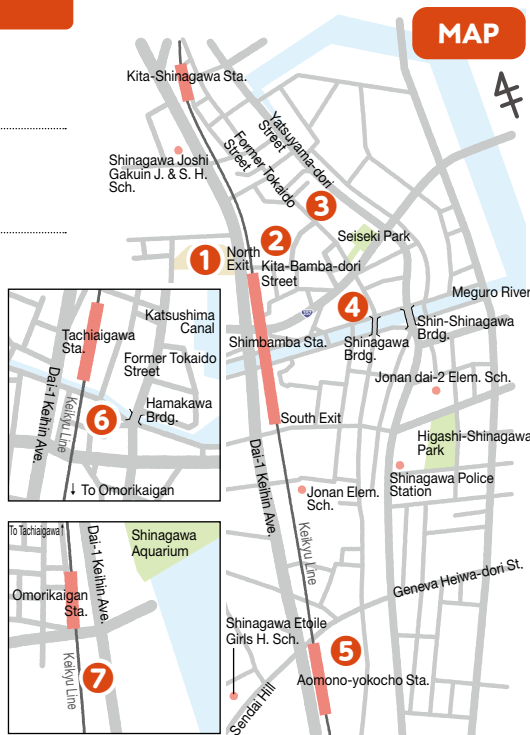 MAP
Kita-Shinagawa Sta.
Yatsuyama-dori
Street
Former Tokaido
Street
Shinagawa Joshi
Gakuin J. & S. H.
Sch.
3
2
Seiseki Park
1
North
Exit
Kita-Bamba-dori
Street
Meguro River
4
Shin-Shinagawa
Brdg.
Shimbamba Sta.
Shinagawa
Brdg.
Jonan dai-2 Elem. Sch.
South Exit
Higashi-Shinagawa
Park
Shinagawa Police
Station
Dai-1 Keihin Ave.
Jonan Elem.
Sch.
Keikyu Line
Geneva Heiwa-dori St.
Shinagawa Etoile
Girls H. Sch.
5
Aomono-yokocho Sta.
Sendai Hill
Katsushima
Canal
Tachiaigawa
Sta.
Former Tokaido
Street
Dai-1 Keihin Ave.
Keikyu Line
6
Hamakawa
Brdg.
↓ To Omorikaigan
To Tachiaigawa↑
Dai-1 Keihin Ave.
Shinagawa
Aquarium
Omorikaigan
Sta.
Keikyu Line
7